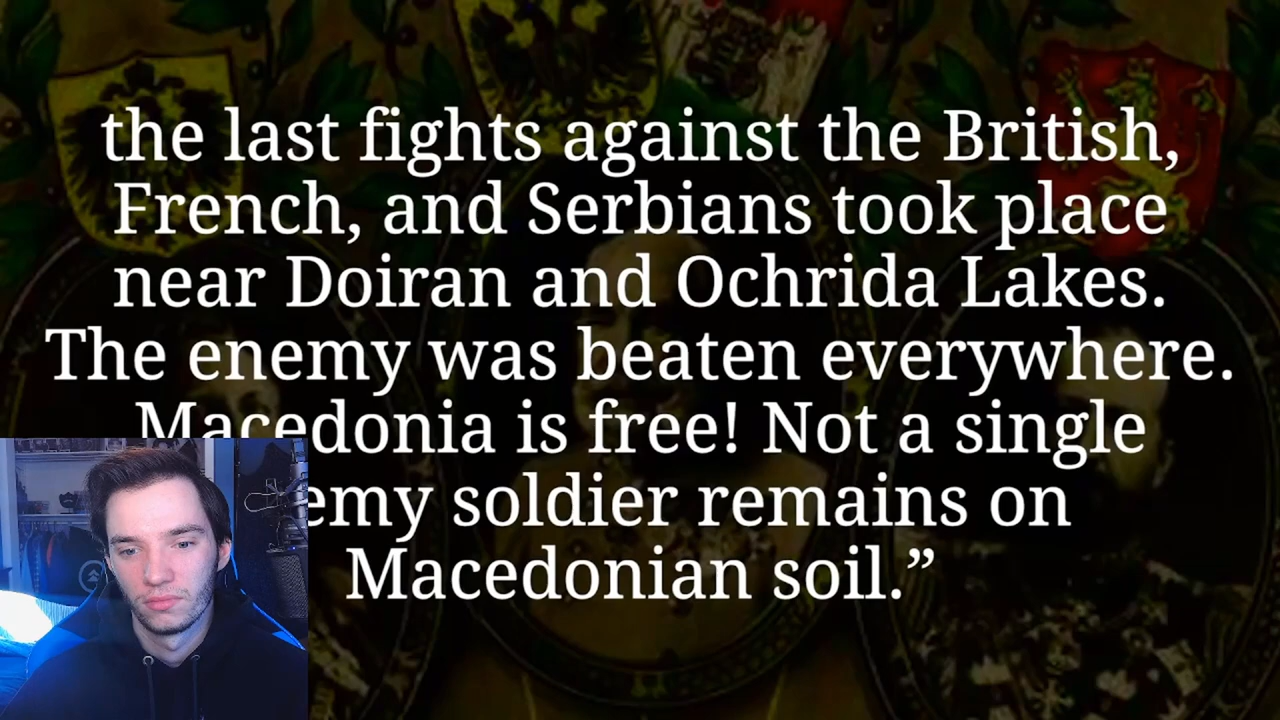 the last fights against the British,
French, and Serbians took place
near Doiran and Ochrida Lakes.
The enemy was beaten everywhere.
Macedonia is free! Not a single
soldier remains on
Macedonian soil.”